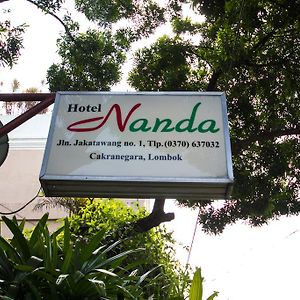 Hotel Nanda
Jln. Jakatawang no. 1, Tlp.(0370) 637032
Cakranegara, Lombok